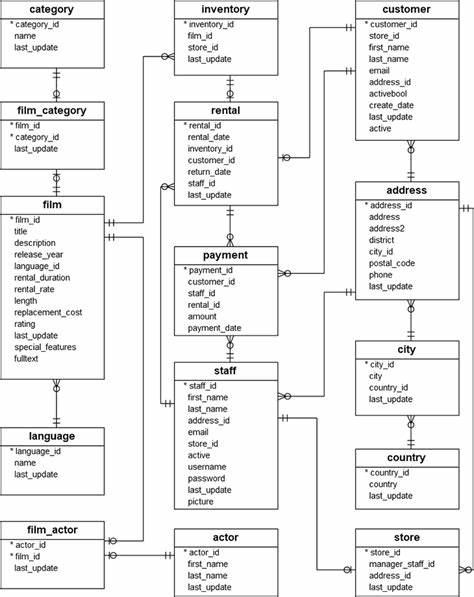 category
* category_id
name
last_update
film_category
* film_id
* category_id
last_update
film
* film_id
title
description
release_year
language_id
rental_duration
rental_rate
length
replacement_cost
rating
last_update
special_features
fulltext
language
* language_id
name
last_update
film_actor
* actor_id
* film_id
last_update
inventory
* inventory_id
film_id
store_id
last_update
rental
* rental_id
rental_date
inventory_id
customer_id
return_date
staff_id
last_update
payment
* payment_id
customer_id
staff_id
rental_id
amount
payment_date
staff
* staff_id
first_name
last_name
address_id
email
store_id
active
username
password
last_update
picture
actor
* actor_id
first_name
last_name
last_update
customer
* customer_id
store_id
first_name
last_name
email
address_id
activebool
create_date
last_update
active
address
* address_id
address
address2
district
city_id
postal_code
phone
last_update
city
* city_id
city
country_id
last_update
country
* country_id
country
last_update
store
* store_id
manager_staff_id
address_id
last_update